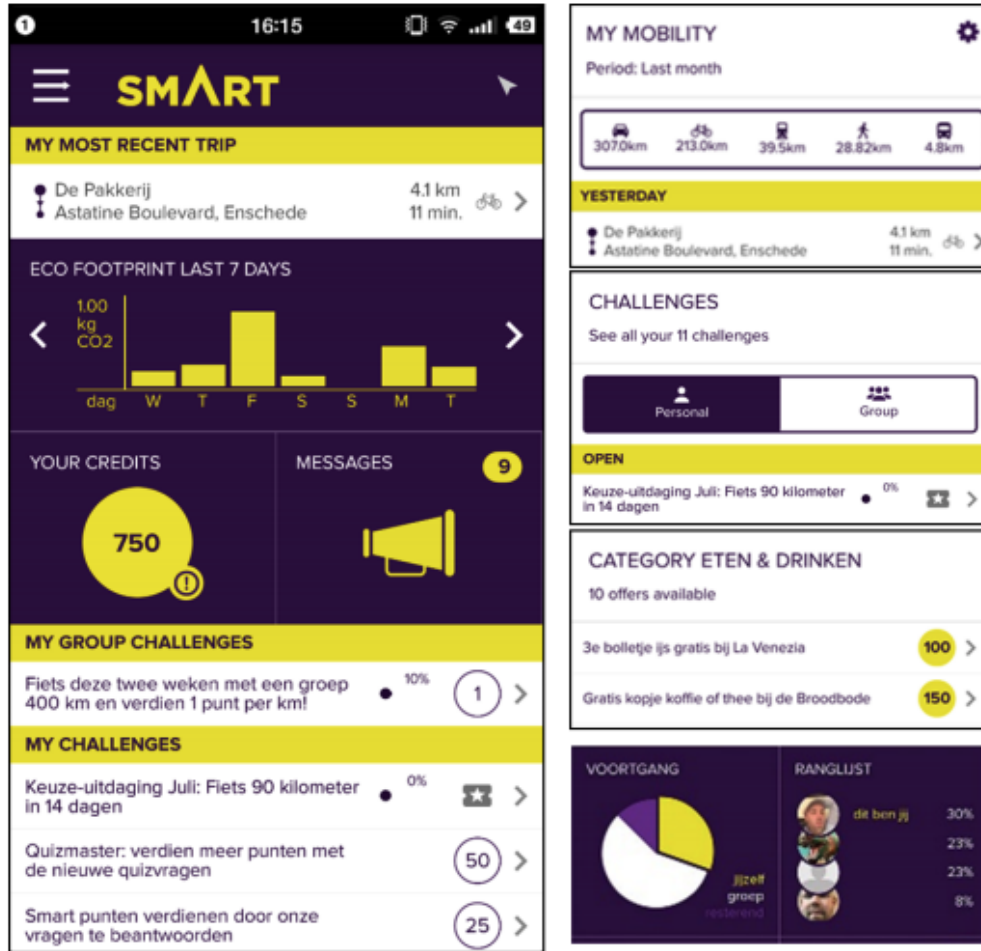 1
16:15
49
SMART
MY MOST RECENT TRIP
De Pakkerij
4.1 km
Astatine Boulevard, Enschede
11 min.
ECO FOOTPRINT LAST 7 DAYS
1.00
kg
CO2
dag W T F S S M T
YOUR CREDITS
750
MESSAGES
9
MY GROUP CHALLENGES
Fiets deze twee weken met een groep
400 km en verdien 1 punt per km!
10%
1
MY CHALLENGES
Keuze-uitdaging Juli: Fiets 90 kilometer
in 14 dagen
0%
Quizmaster: verdien meer punten met
de nieuwe quizvragen
50
Smart punten verdienen door onze
vragen te beantwoorden
25
MY MOBILITY
Period: Last month
307.0km 213.0km 39.5km 28.82km 4.8km
YESTERDAY
De Pakkerij
4.1 km
Astatine Boulevard, Enschede
11 min.
CHALLENGES
See all your 11 challenges
Personal
Group
OPEN
Keuze-uitdaging Juli: Fiets 90 kilometer
in 14 dagen
0%
CATEGORY ETEN & DRINKEN
10 offers available
3e bolletje ijs gratis bij La Venezia
100
Gratis kopje koffie of thee bij de Broodbode
150
VOORTGANG
jijzelf
groep
resterend
RANGLIJST
dit ben jij 30%
23%
23%
8%